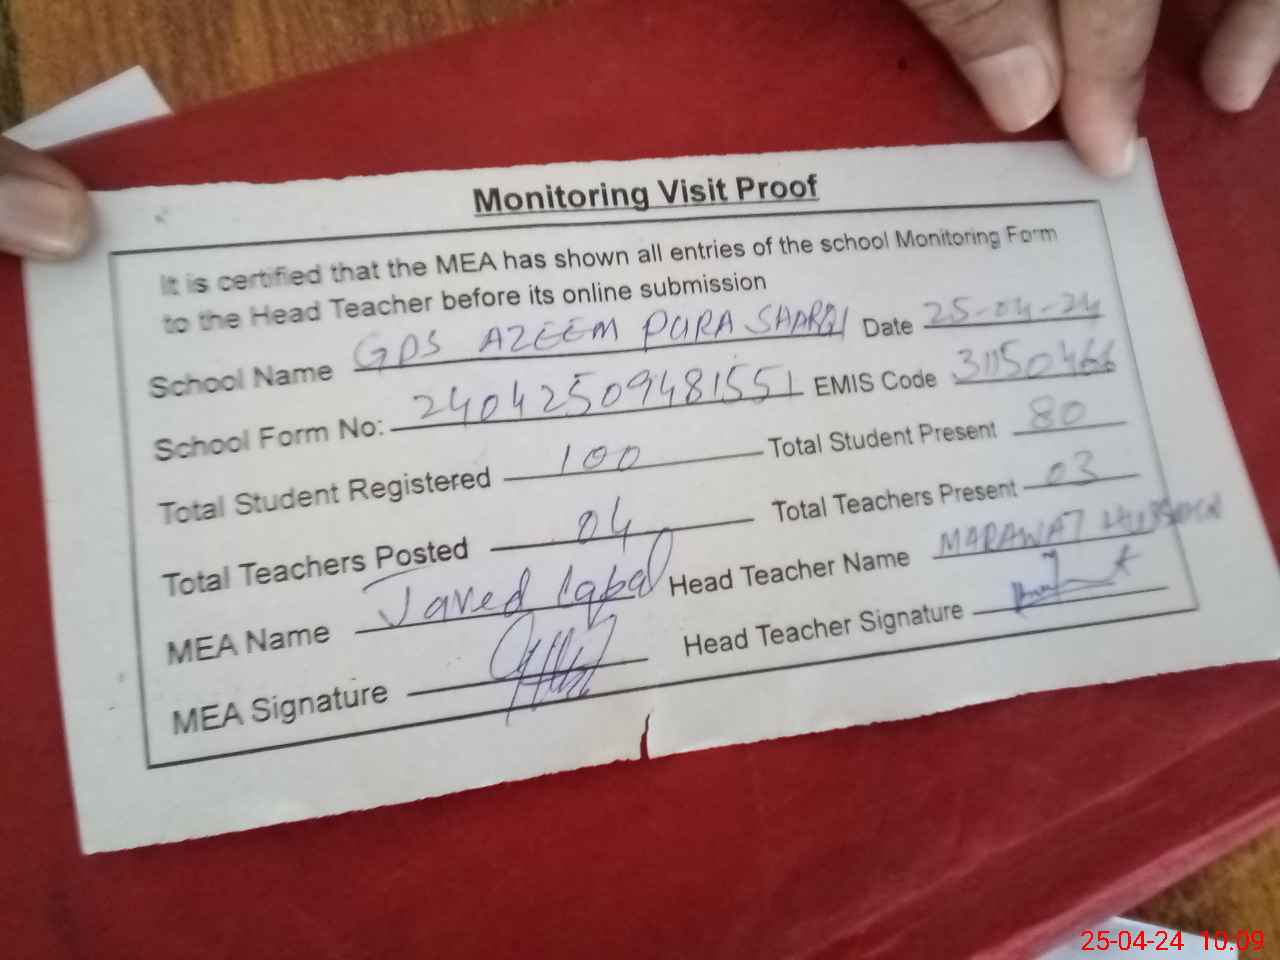 Monitoring Visit Proof
It is certified that the MEA has shown all entries of the school Monitoring Form
to the Head Teacher before its online submission
School Name GPS AZEEM PURA SHARQI Date 25-04-24
School Form No: 24042509481551 EMIS Code 31150466
Total Student Registered 100 Total Student Present 80
Total Teachers Posted 04 Total Teachers Present 03
MEA Name Javed Iqbal Head Teacher Name MARAWAT HUSSAIN
MEA Signature Head Teacher Signature
25-04-24 10:09